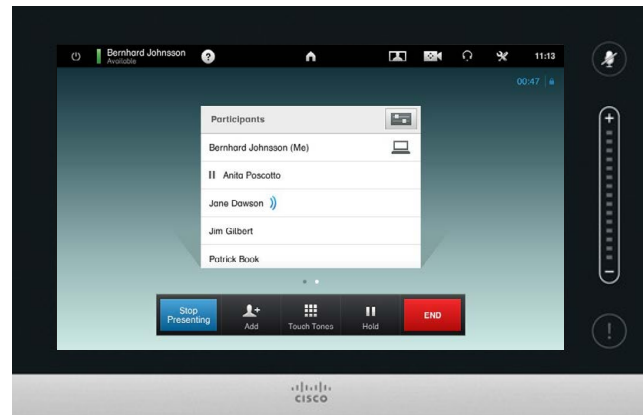 Bernhard Johnsson
Available
?
11:13
00:47
Participants
Bernhard Johnsson (Me)
Anita Poscotto
Jane Dawson
Jim Gilbert
Patrick Book
Stop
Presenting
Add
Touch Tones
Hold
END
+
-
!
CISCO